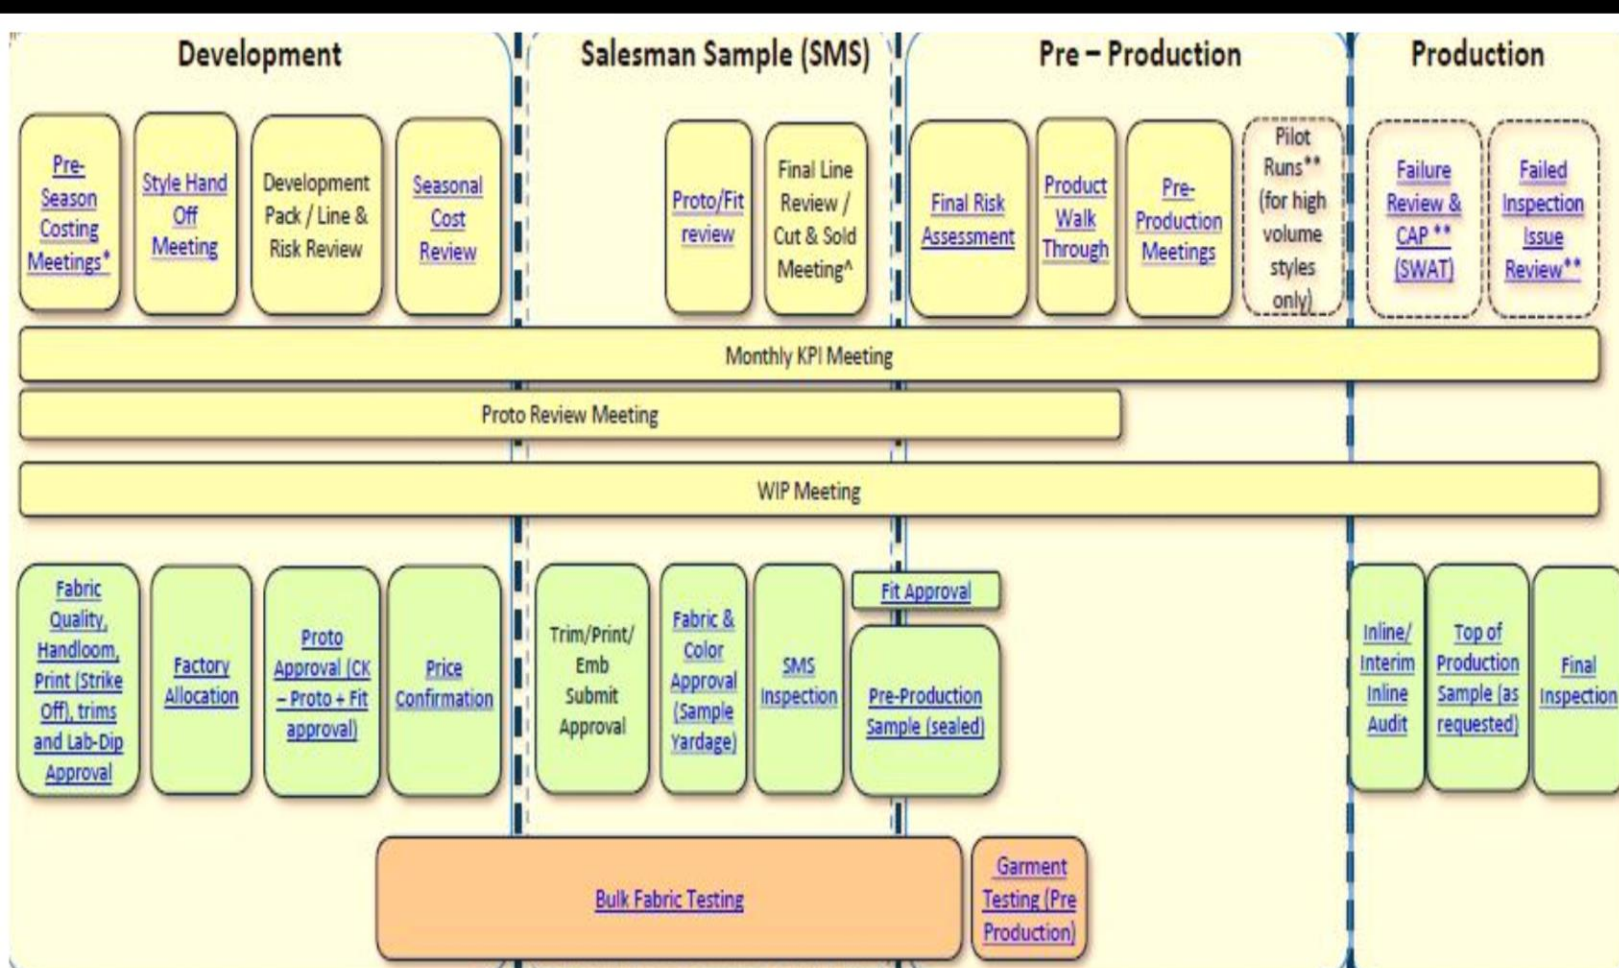 Development
Salesman Sample (SMS)
Pre – Production
Production
Pre-
Season
Costing
Meetings*
Style Hand
Off
Meeting
Development
Pack / Line &
Risk Review
Seasonal
Cost
Review
Proto/Fit
review
Final Line
Review /
Cut & Sold
Meeting^
Final Risk
Assessment
Product
Walk
Through
Pre-
Production
Meetings
Pilot
Runs**
(for high
volume
styles
only)
Failure
Review &
CAP **
(SWAT)
Failed
Inspection
Issue
Review**
Monthly KPI Meeting
Proto Review Meeting
WIP Meeting
Fabric
Quality,
Handloom,
Print (Strike
Off), trims
and Lab-Dip
Approval
Factory
Allocation
Proto
Approval (CK
– Proto + Fit
approval)
Price
Confirmation
Trim/Print/
Emb
Submit
Approval
Fabric &
Color
Approval
(Sample
Yardage)
SMS
Inspection
Fit Approval
Pre-Production
Sample (sealed)
Inline/
Interim
Inline
Audit
Top of
Production
Sample (as
requested)
Final
Inspection
Bulk Fabric Testing
Garment
Testing (Pre
Production)